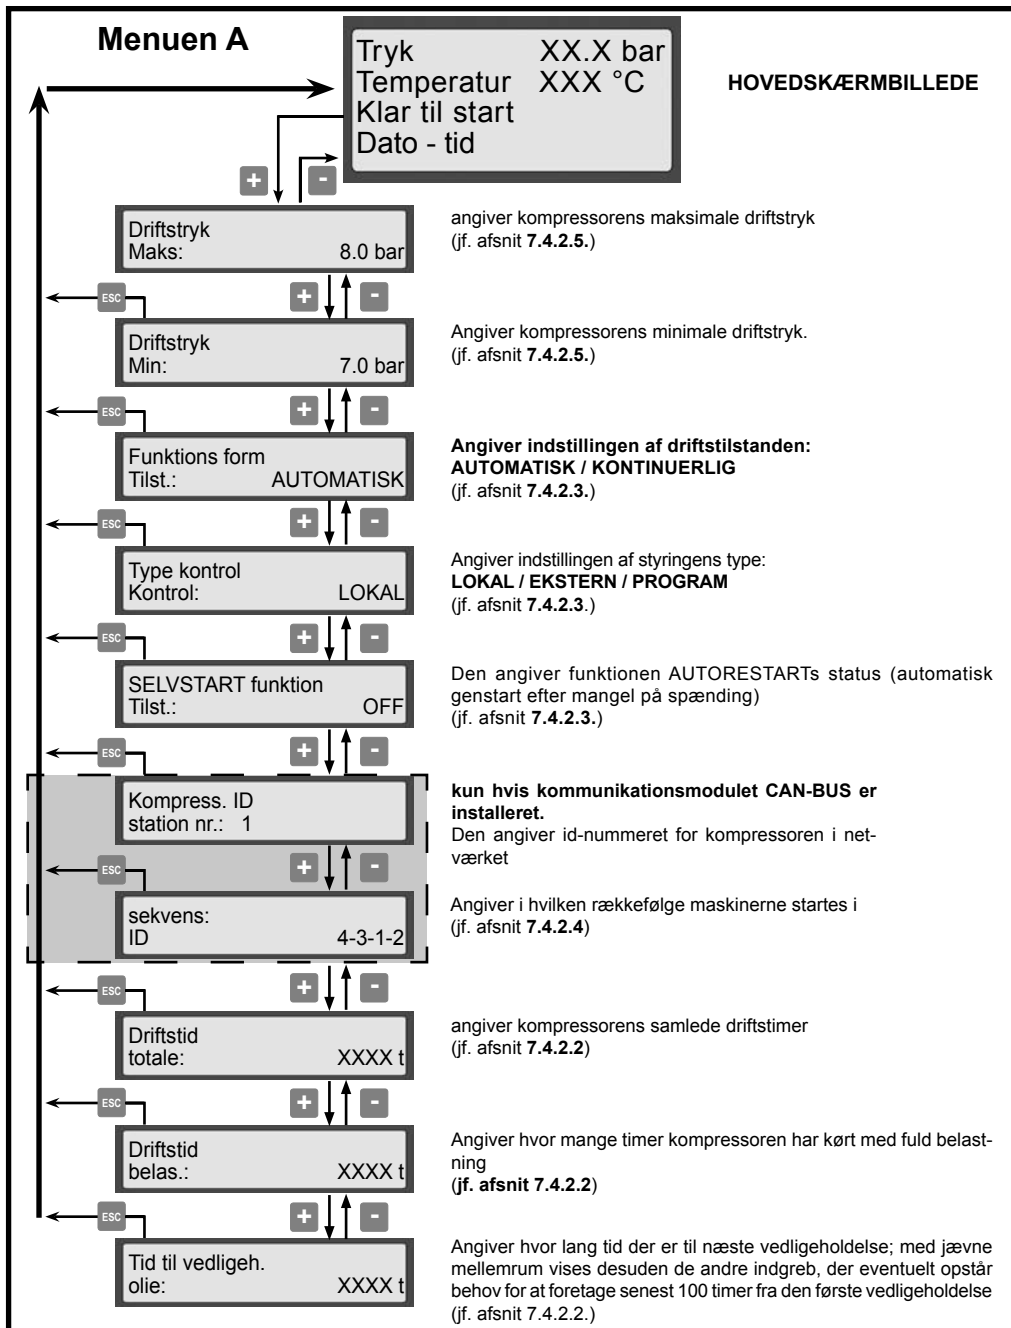 Menuen A
Tryk XX.X bar
Temperatur XXX °C
Klar til start
Dato - tid
HOVEDSKÆRMBILLEDE
+ -
Driftstryk
Maks: 8.0 bar
angiver kompressorens maksimale driftstryk
(jf. afsnit 7.4.2.5.)
ESC + -
Driftstryk
Min: 7.0 bar
Angiver kompressorens minimale driftstryk.
(jf. afsnit 7.4.2.5.)
ESC + -
Funktions form
Tilst.: AUTOMATISK
Angiver indstillingen af driftstilstanden:
AUTOMATISK / KONTINUERLIG
(jf. afsnit 7.4.2.3.)
ESC + -
Type kontrol
Kontrol: LOKAL
Angiver indstillingen af styringens type:
LOKAL / EKSTERN / PROGRAM
(jf. afsnit 7.4.2.3.)
ESC + -
SELVSTART funktion
Tilst.: OFF
Den angiver funktionen AUTORESTARTs status (automatisk
genstart efter mangel på spænding)
(jf. afsnit 7.4.2.3.)
ESC + -
Kompress. ID
station nr.: 1
kun hvis kommunikationsmodulet CAN-BUS er
installeret.
Den angiver id-nummeret for kompressoren i net-
værket
ESC + -
sekvens:
ID 4-3-1-2
Angiver i hvilken rækkefølge maskinerne startes i
(jf. afsnit 7.4.2.4)
ESC + -
Driftstid
totale: XXXX t
angiver kompressorens samlede driftstimer
(jf. afsnit 7.4.2.2)
ESC + -
Driftstid
belas.: XXXX t
Angiver hvor mange timer kompressoren har kørt med fuld belast-
ning
(jf. afsnit 7.4.2.2)
ESC + -
Tid til vedligeh.
olie: XXXX t
Angiver hvor lang tid der er til næste vedligeholdelse; med jævne
mellemrum vises desuden de andre indgreb, der eventuelt opstår
behov for at foretage senest 100 timer fra den første vedligeholdelse
(jf. afsnit 7.4.2.2.)